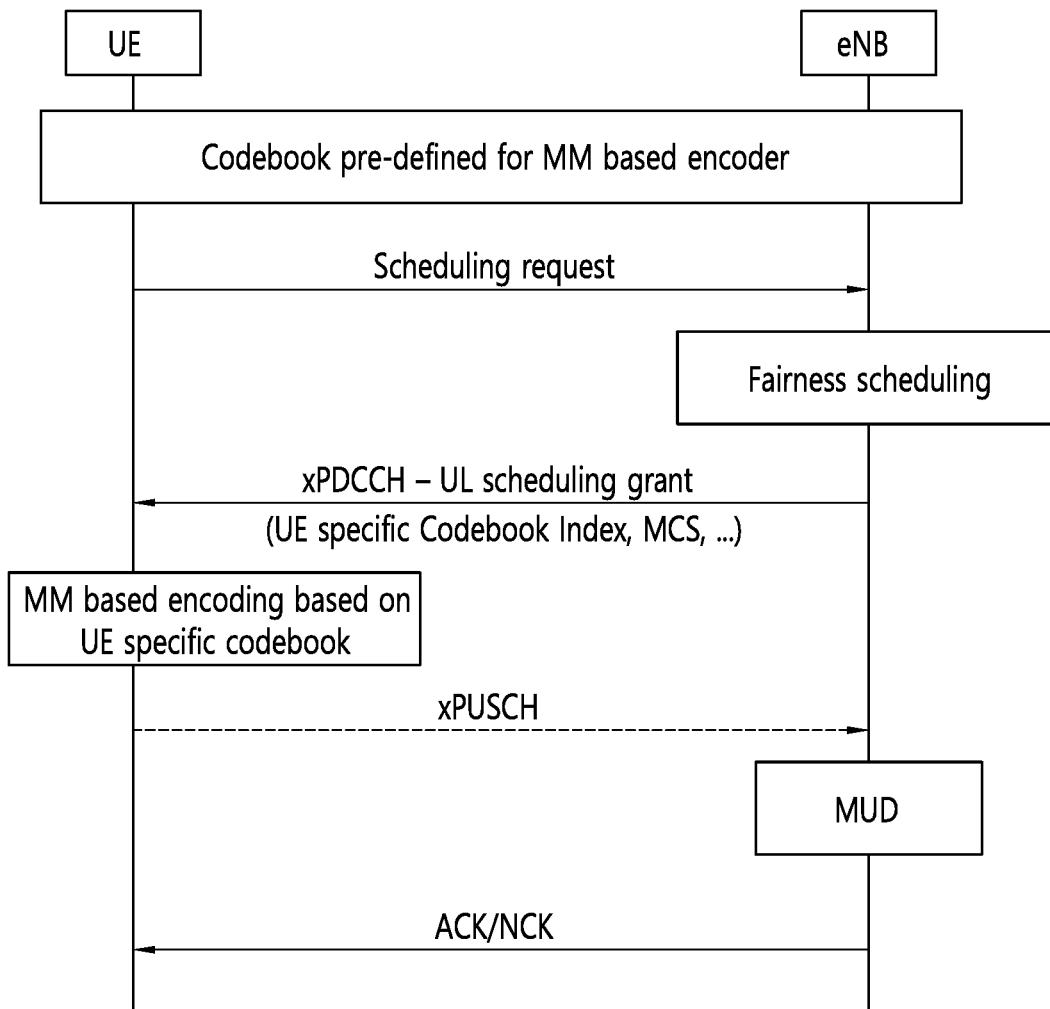 UE
eNB
Codebook pre-defined for MM based encoder
Scheduling request
Fairness scheduling
xPDCCH – UL scheduling grant
(UE specific Codebook Index, MCS, ...)
MM based encoding based on
UE specific codebook
xPUSCH
MUD
ACK/NCK